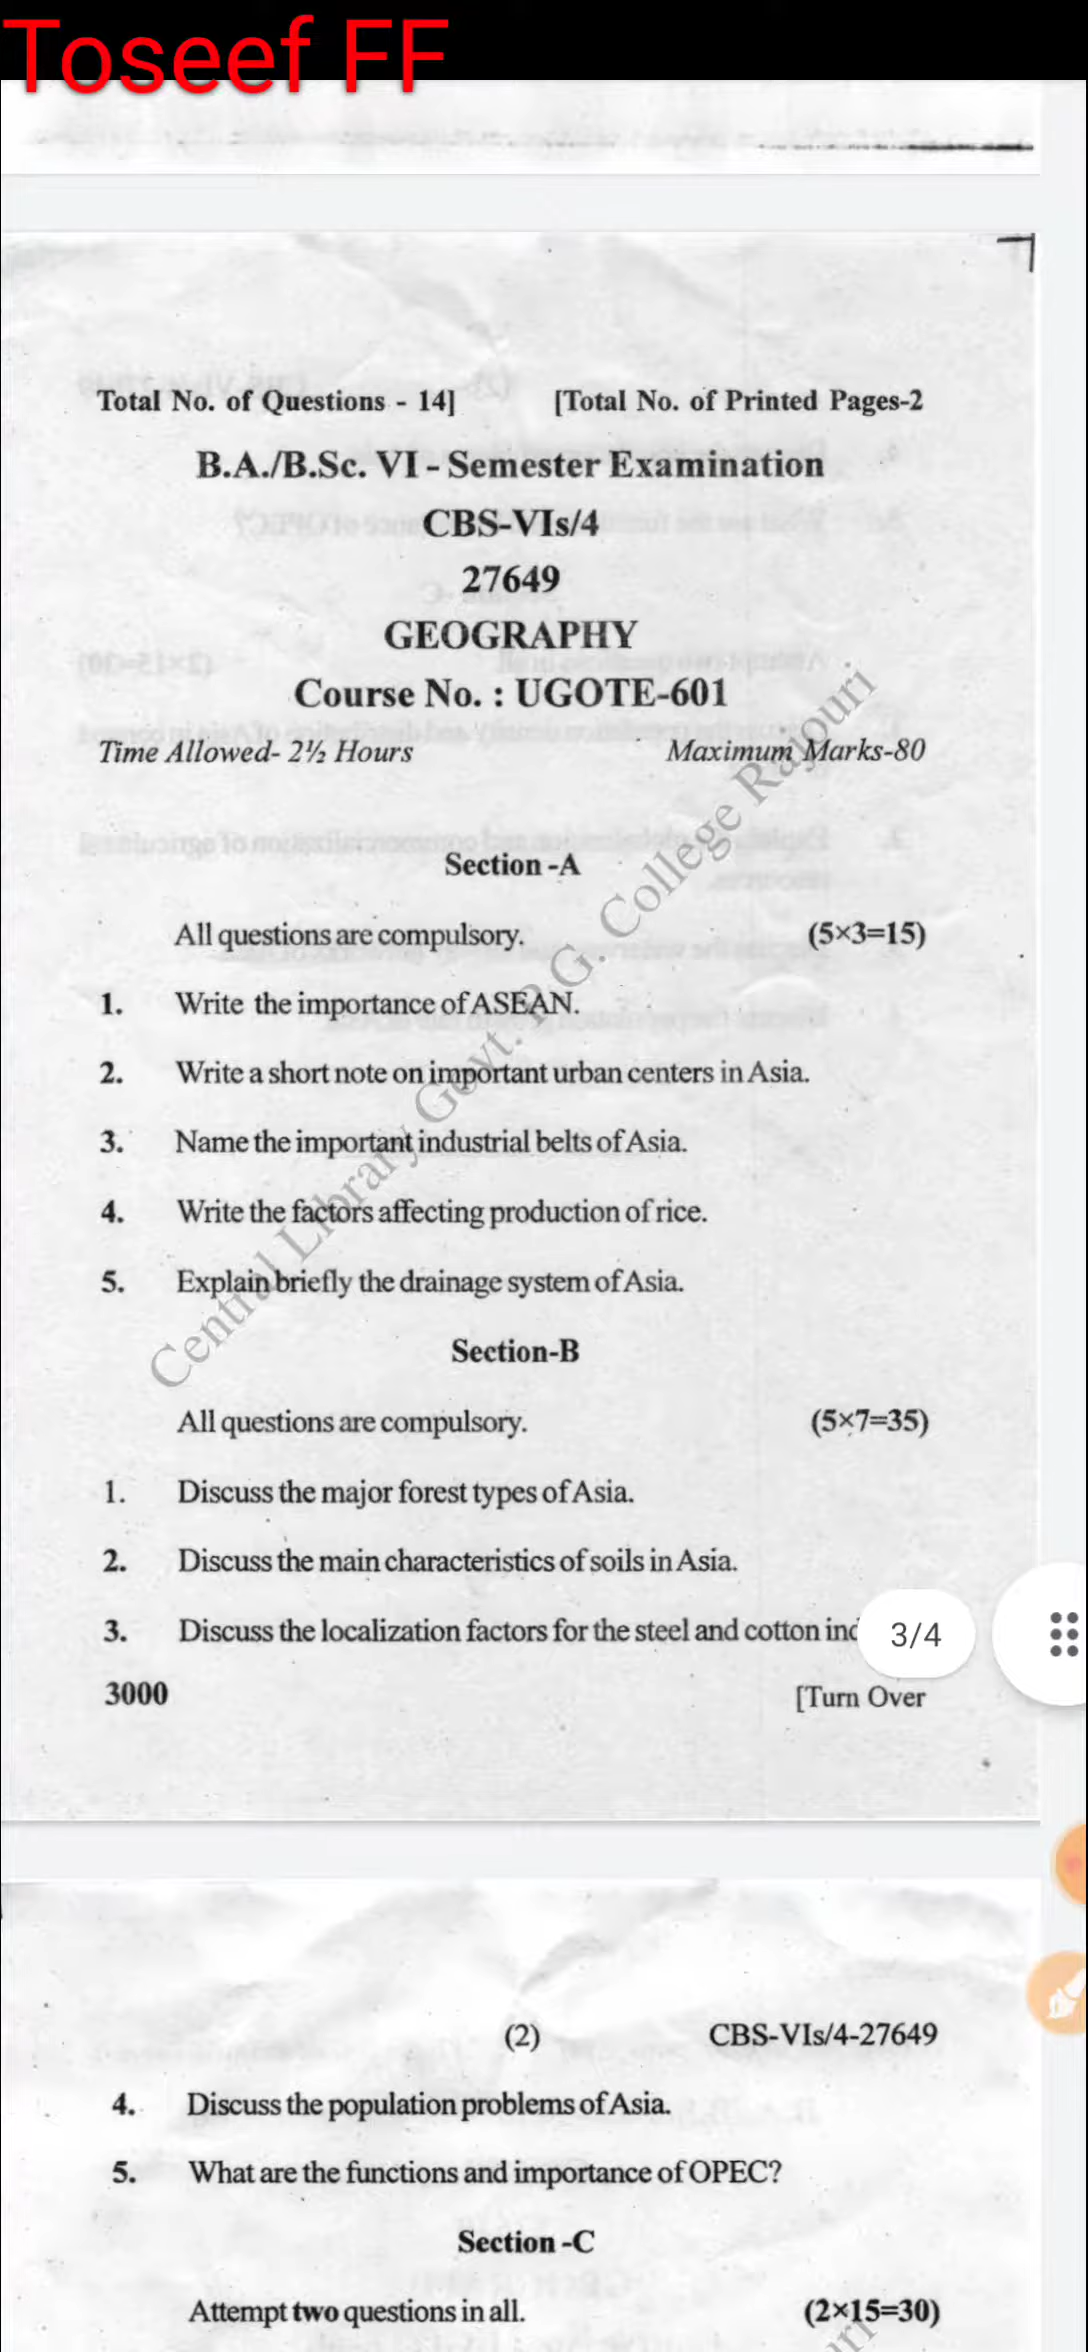 Toseef FF
Total No. of Questions - 14] [Total No. of Printed Pages-2
B.A./B.Sc. VI - Semester Examination
CBS-VIs/4
27649
GEOGRAPHY
Course No. : UGOTE-601
Time Allowed- 2½ Hours Maximum Marks-80
Section -A
All questions are compulsory. (5×3=15)
1. Write the importance of ASEAN.
2. Write a short note on important urban centers in Asia.
3. Name the important industrial belts of Asia.
4. Write the factors affecting production of rice.
5. Explain briefly the drainage system of Asia.
Central Library Govt. P.G. College Rajouri
Section-B
All questions are compulsory. (5×7=35)
1. Discuss the major forest types of Asia.
2. Discuss the main characteristics of soils in Asia.
3. Discuss the localization factors for the steel and cotton
3/4
3000 [Turn Over
(2) CBS-VIs/4-27649
4. Discuss the population problems of Asia.
5. What are the functions and importance of OPEC?
Section -C
Attempt two questions in all. (2×15=30)